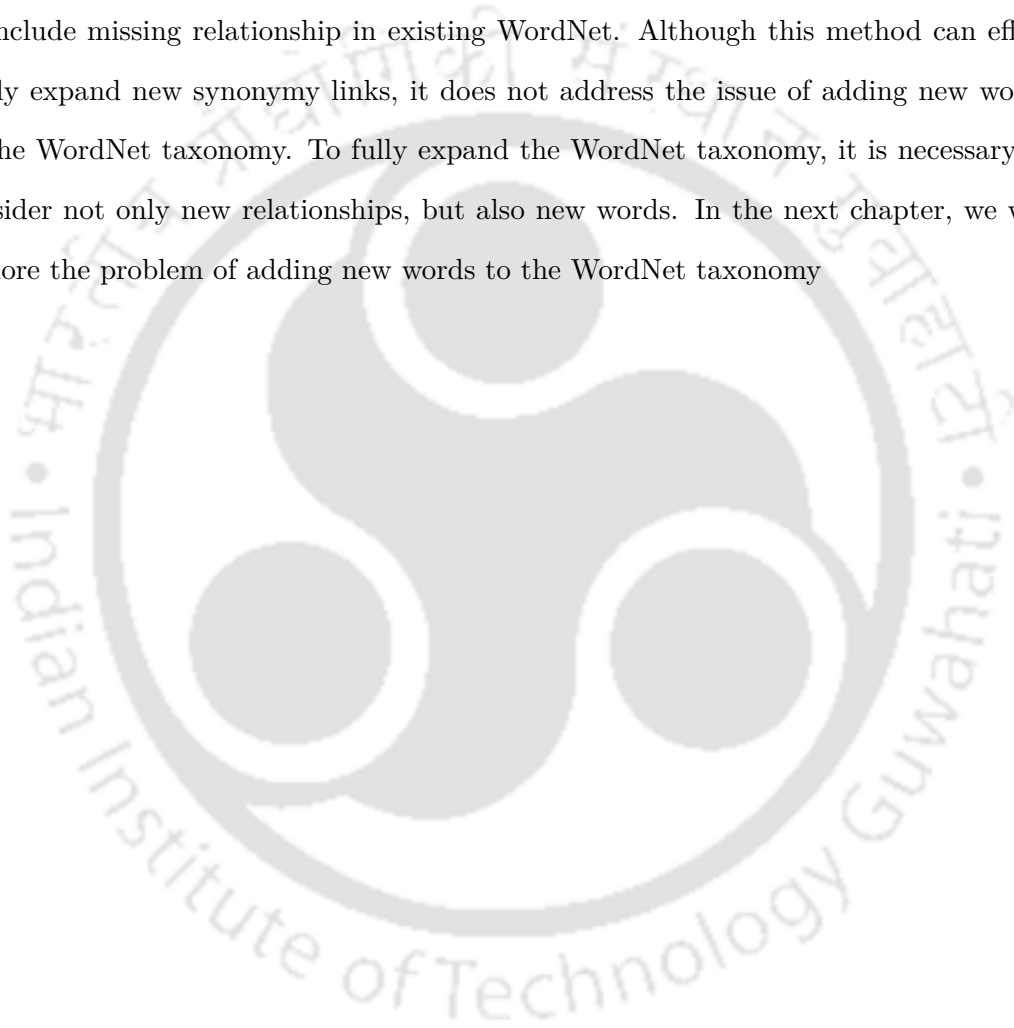 nclude missing relationship in existing WordNet. Although this method can eff
ly expand new synonymy links, it does not address the issue of adding new wo
he WordNet taxonomy. To fully expand the WordNet taxonomy, it is necessary
sider not only new relationships, but also new words. In the next chapter, we w
ore the problem of adding new words to the WordNet taxonomy
भारतीय प्रौद्योगिकी संस्थान गुवाहाटी
Indian Institute of Technology Guwahati